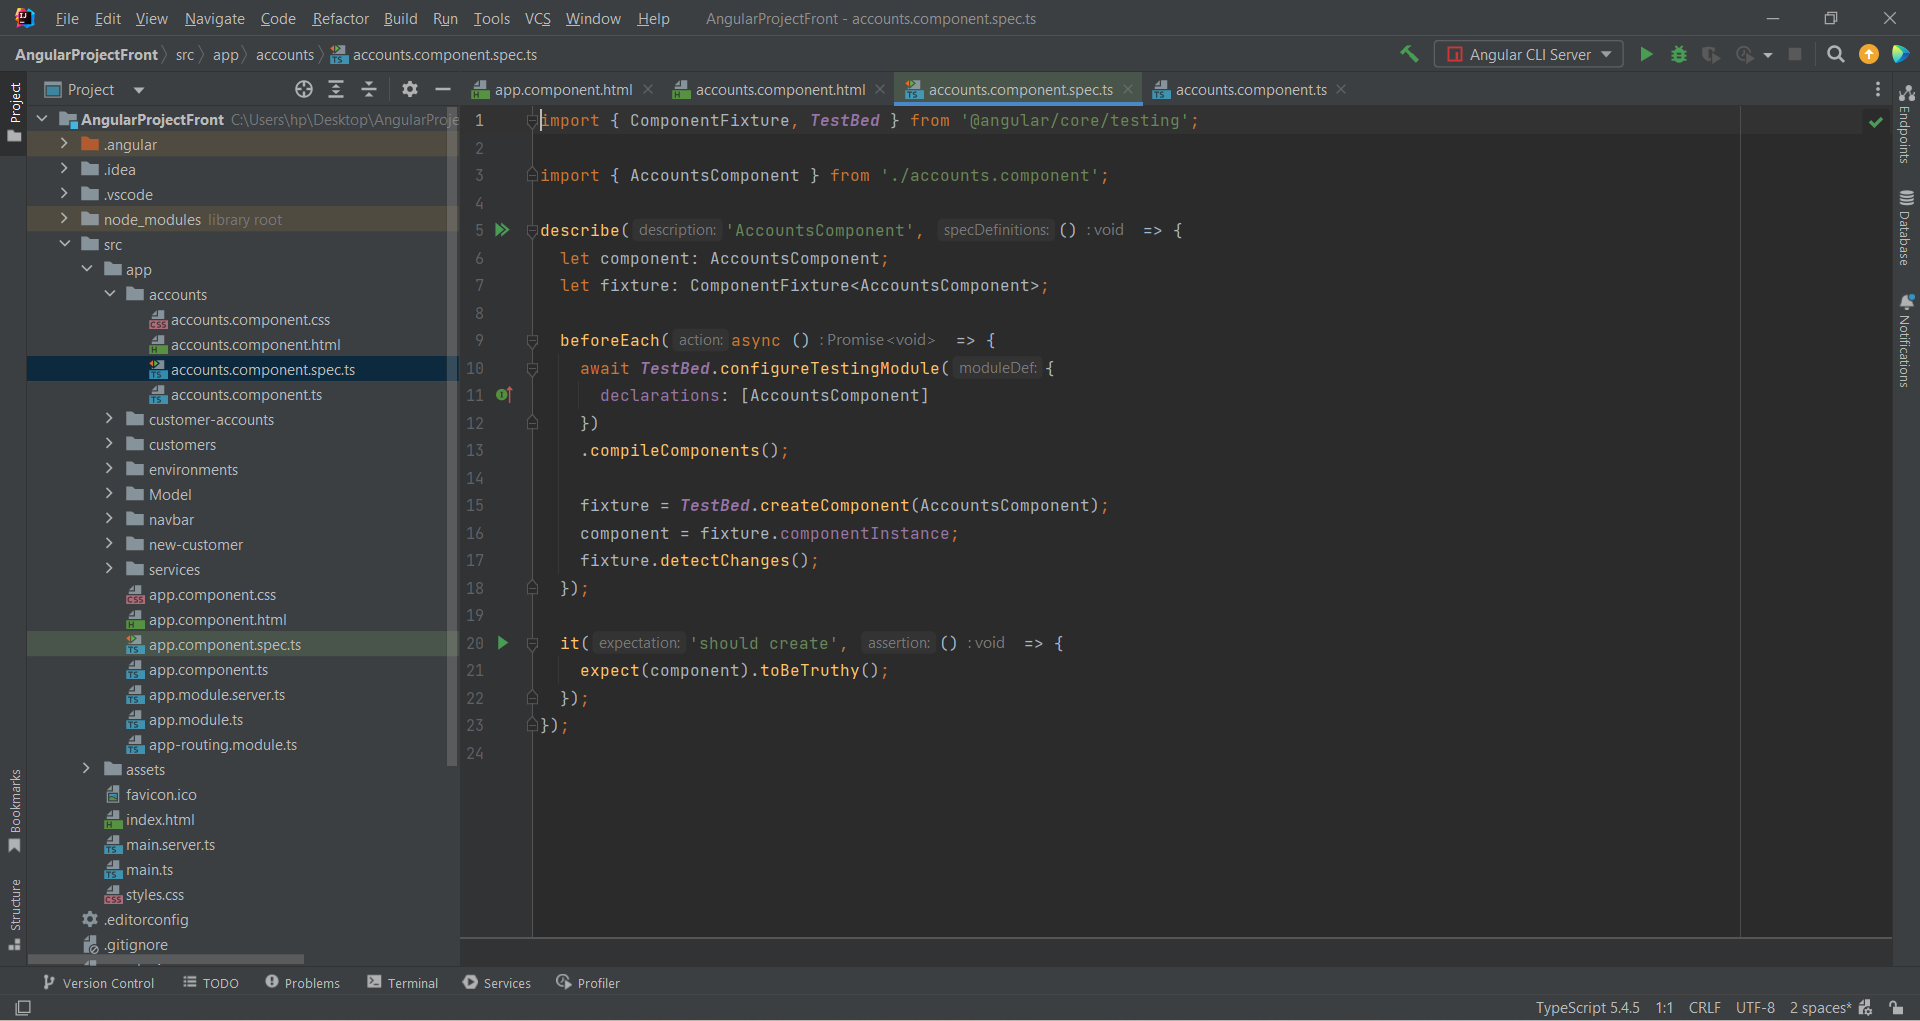 File Edit View Navigate Code Refactor Build Run Tools VCS Window Help AngularProjectFront - accounts.component.spec.ts
AngularProjectFront src app accounts accounts.component.spec.ts
Angular CLI Server
Project
app.component.html
accounts.component.html
accounts.component.spec.ts
accounts.component.ts
Project
Bookmarks
Structure
AngularProjectFront C:\Users\hp\Desktop\AngularProje
.angular
.idea
.vscode
node_modules library root
src
app
accounts
accounts.component.css
accounts.component.html
accounts.component.spec.ts
accounts.component.ts
customer-accounts
customers
environments
Model
navbar
new-customer
services
app.component.css
app.component.html
app.component.spec.ts
app.component.ts
app.module.server.ts
app.module.ts
app-routing.module.ts
assets
favicon.ico
index.html
main.server.ts
main.ts
styles.css
.editorconfig
.gitignore
1 import { ComponentFixture, TestBed } from '@angular/core/testing';
2
3 import { AccountsComponent } from './accounts.component';
4
5 describe( description: 'AccountsComponent', specDefinitions: () : void => {
6 let component: AccountsComponent;
7 let fixture: ComponentFixture<AccountsComponent>;
8
9 beforeEach( action: async () : Promise<void> => {
10 await TestBed.configureTestingModule( moduleDef: {
11 declarations: [AccountsComponent]
12 })
13 .compileComponents();
14
15 fixture = TestBed.createComponent(AccountsComponent);
16 component = fixture.componentInstance;
17 fixture.detectChanges();
18 });
19
20 it( expectation: 'should create', assertion: () : void => {
21 expect(component).toBeTruthy();
22 });
23 });
24
Endpoints
Database
Notifications
Version Control TODO Problems Terminal Services Profiler
TypeScript 5.4.5 1:1 CRLF UTF-8 2 spaces*